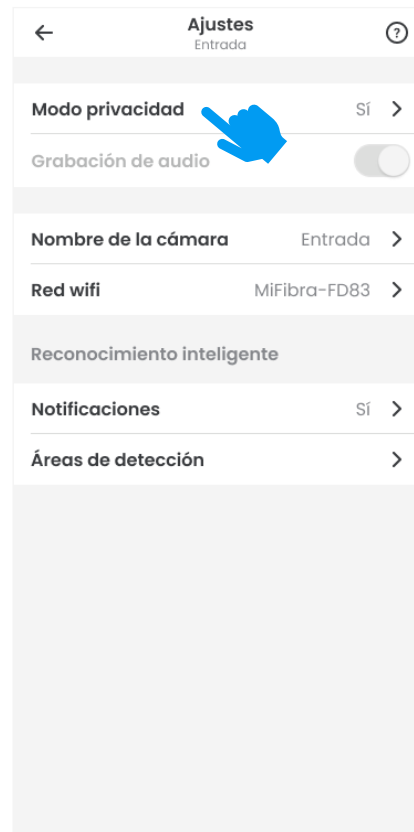 Ajustes
Entrada
Modo privacidad Sí
Grabación de audio
Nombre de la cámara Entrada
Red wifi MiFibra-FD83
Reconocimiento inteligente
Notificaciones Sí
Áreas de detección